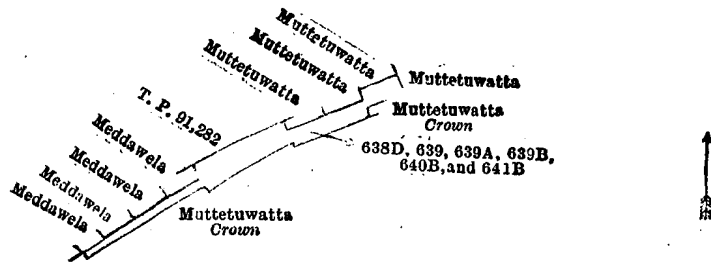 Muttetuwatta
Muttetuwatta
Muttetuwatta
Muttetuwatta
Muttetuwatta
Crown
T. P. 91,282
638D, 639, 639A, 639B,
640B, and 641B
Meddawela
Meddawela
Meddawela
Meddawela
Muttetuwatta
Crown